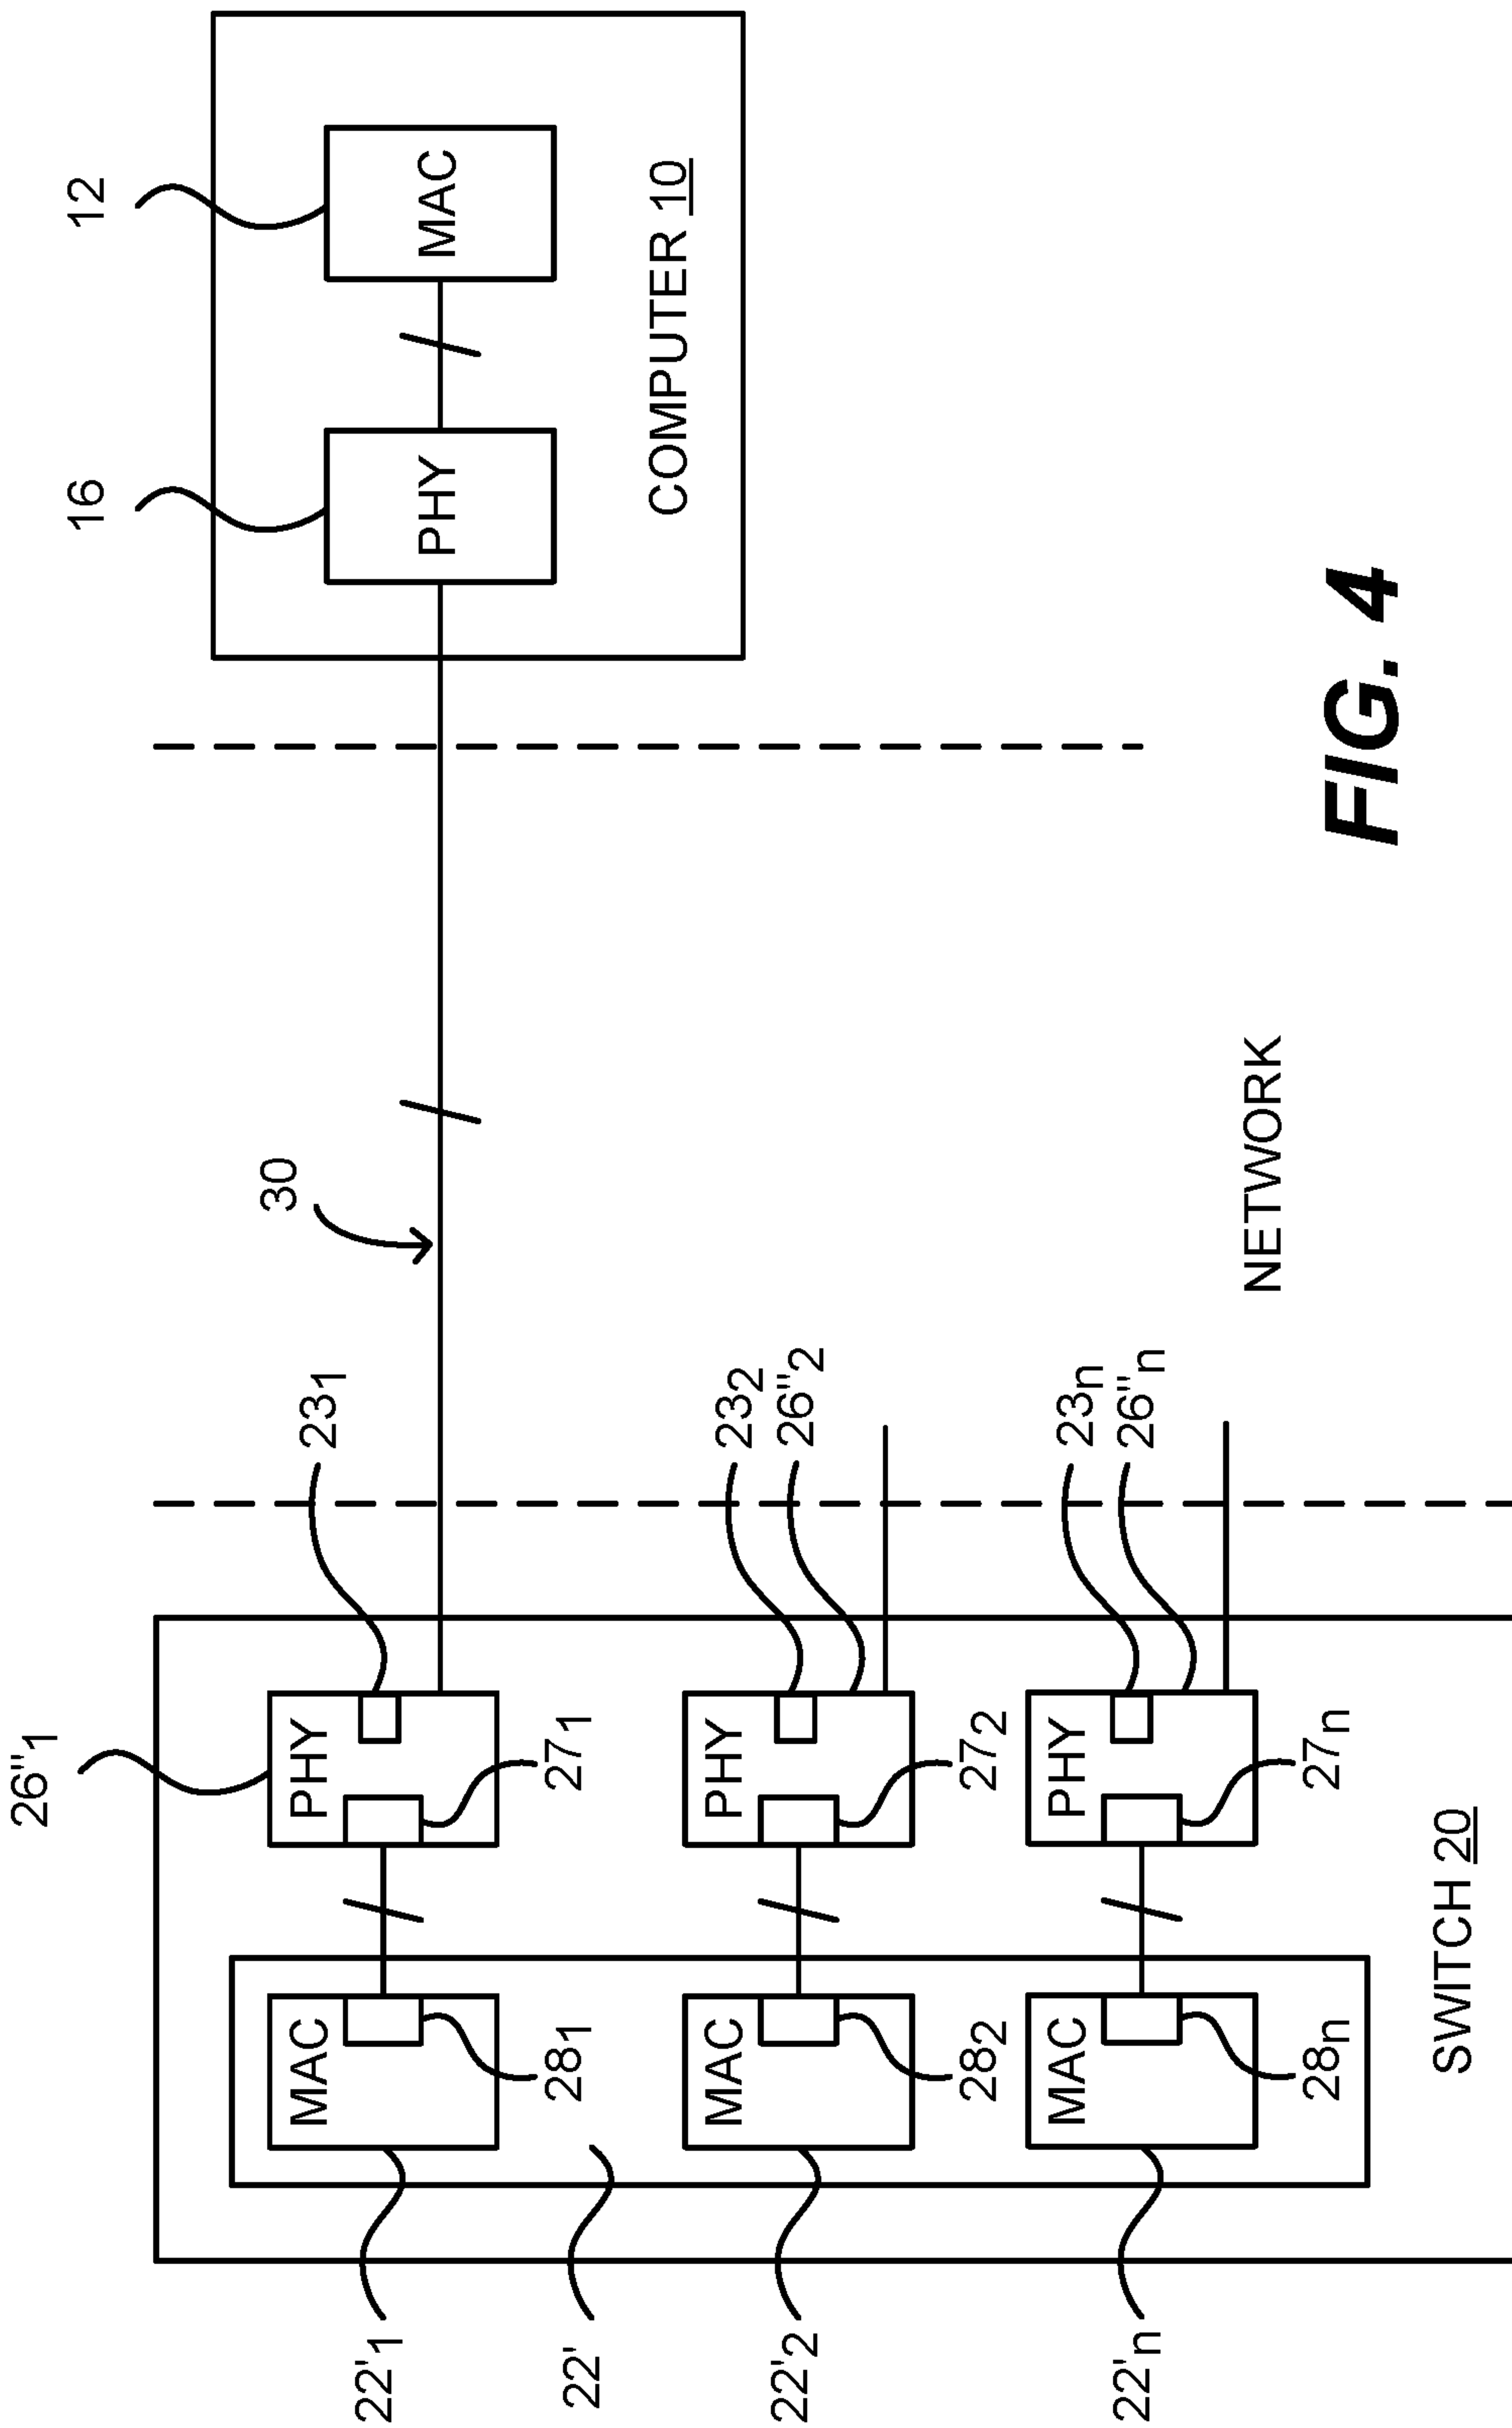 26"₁
23₁
30
16
12
22'₁
MAC
PHY
PHY
MAC
28₁
27₁
22'
COMPUTER 10
23₂
26"₂
22'₂
MAC
PHY
28₂
27₂
23ₙ
26"ₙ
22'ₙ
MAC
PHY
28ₙ
27ₙ
NETWORK
SWITCH 20
FIG. 4